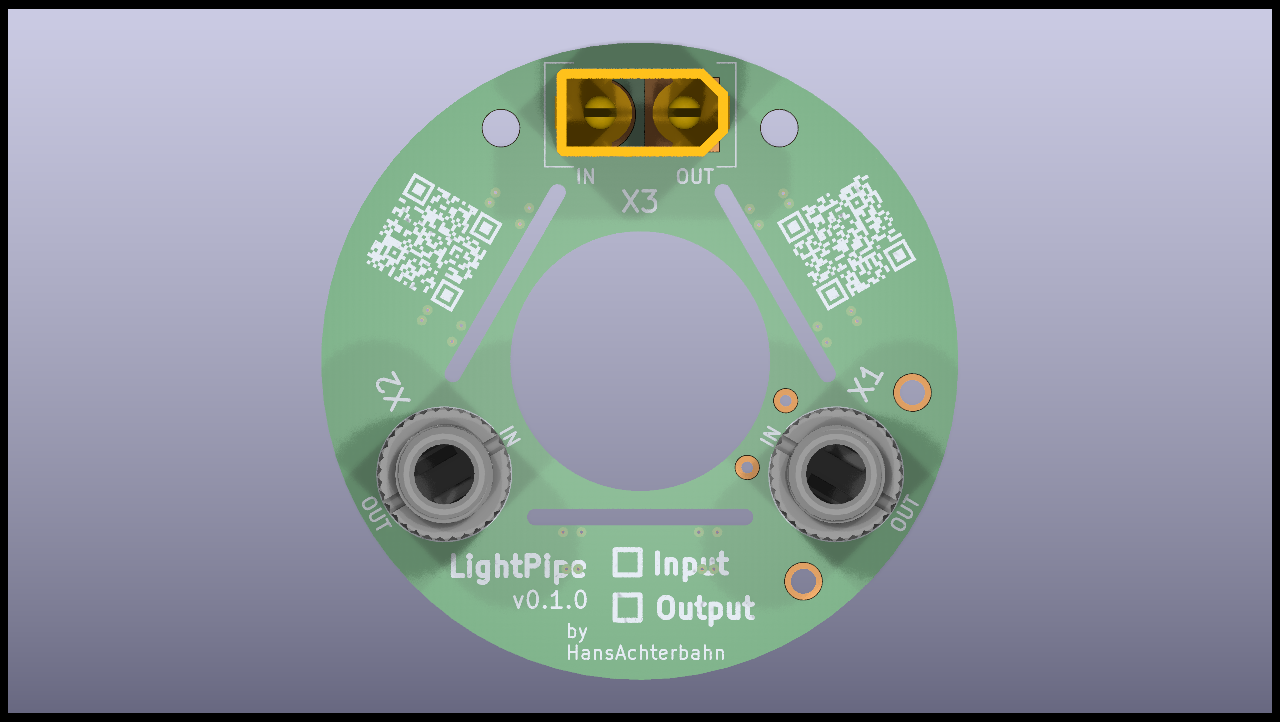 IN OUT
X3
X2
X1
IN
IN
OUT
OUT
LightPipe
v0.1.0
by
HansAchterbahn
Input
Output